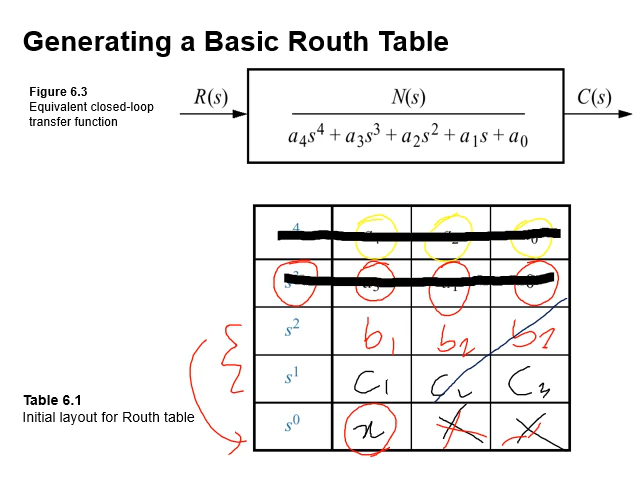 Generating a Basic Routh Table
Figure 6.3
Equivalent closed-loop
transfer function
R(s)
N(s)
a₄s⁴ + a₃s³ + a₂s² + a₁s + a₀
C(s)
s² b₁ b₂
s¹ C₁ C₂ C₃
s⁰
Table 6.1
Initial layout for Routh table